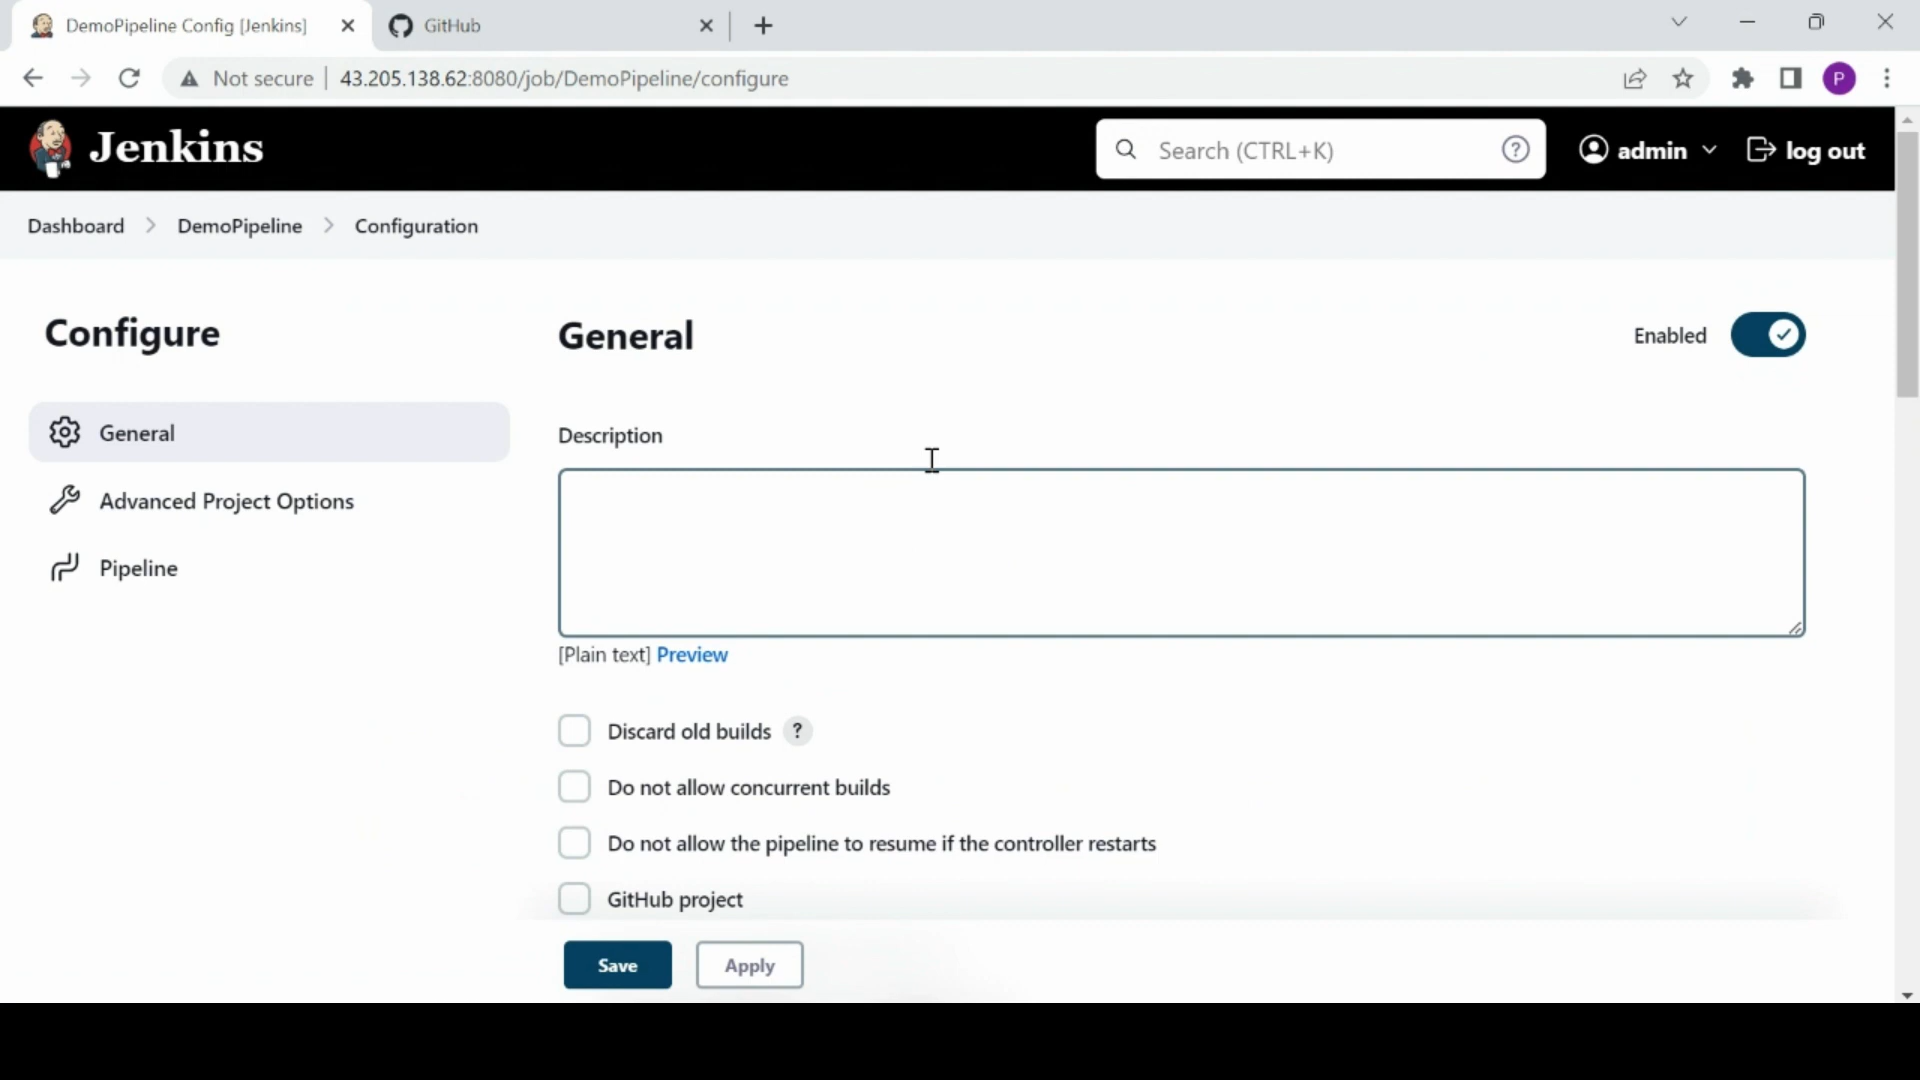 DemoPipeline Config [Jenkins]
GitHub
Not secure
43.205.138.62:8080/job/DemoPipeline/configure
P
Jenkins
Search (CTRL+K)
?
admin
log out
Dashboard
DemoPipeline
Configuration
Configure
General
Advanced Project Options
Pipeline
General
Enabled
Description
[Plain text] Preview
Discard old builds ?
Do not allow concurrent builds
Do not allow the pipeline to resume if the controller restarts
GitHub project
Save
Apply